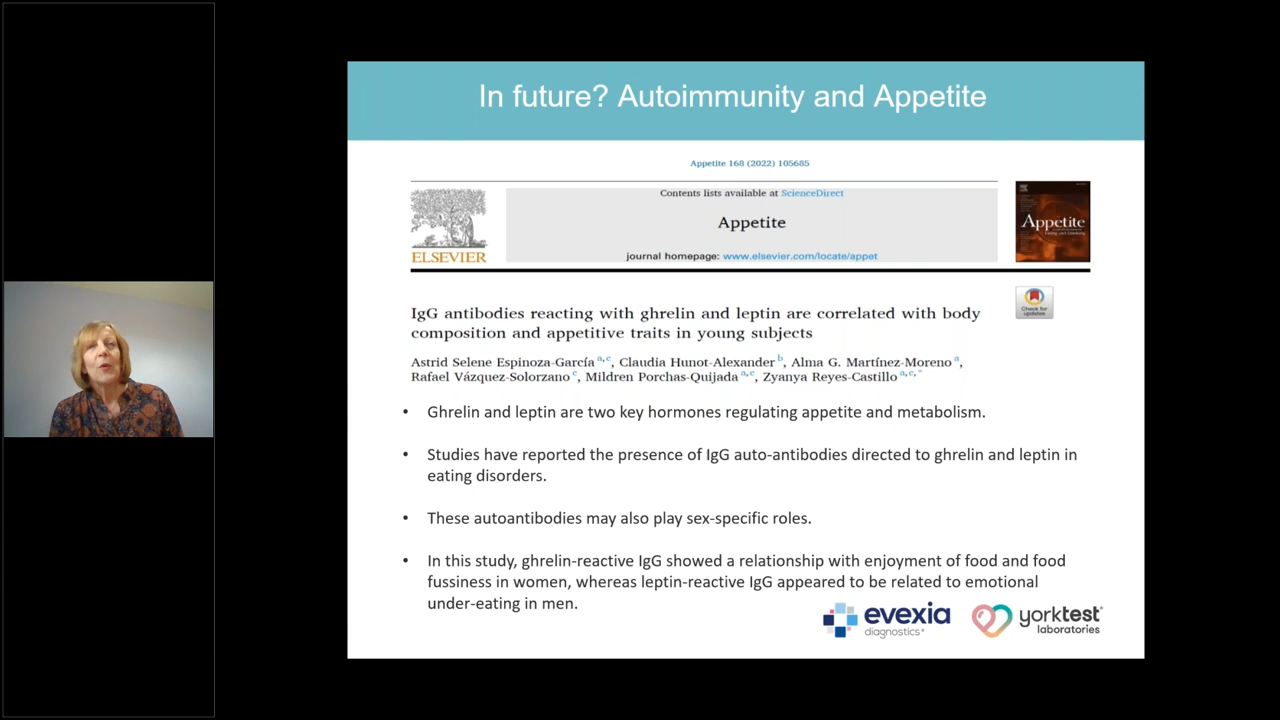 In future? Autoimmunity and Appetite
Appetite 168 (2022) 105685
Contents lists available at ScienceDirect
Appetite
journal homepage: www.elsevier.com/locate/appet
ELSEVIER
Appetite
Check for
updates
IgG antibodies reacting with ghrelin and leptin are correlated with body
composition and appetitive traits in young subjects
Astrid Selene Espinoza-García a,c, Claudia Hunot-Alexander b, Alma G. Martínez-Moreno a,
Rafael Vázquez-Solorzano c, Mildren Porchas-Quijada a,c, Zyanya Reyes-Castillo a,c,*
• Ghrelin and leptin are two key hormones regulating appetite and metabolism.
• Studies have reported the presence of IgG auto-antibodies directed to ghrelin and leptin in
eating disorders.
• These autoantibodies may also play sex-specific roles.
• In this study, ghrelin-reactive IgG showed a relationship with enjoyment of food and food
fussiness in women, whereas leptin-reactive IgG appeared to be related to emotional
under-eating in men.
evexia
diagnostics
yorktest
laboratories